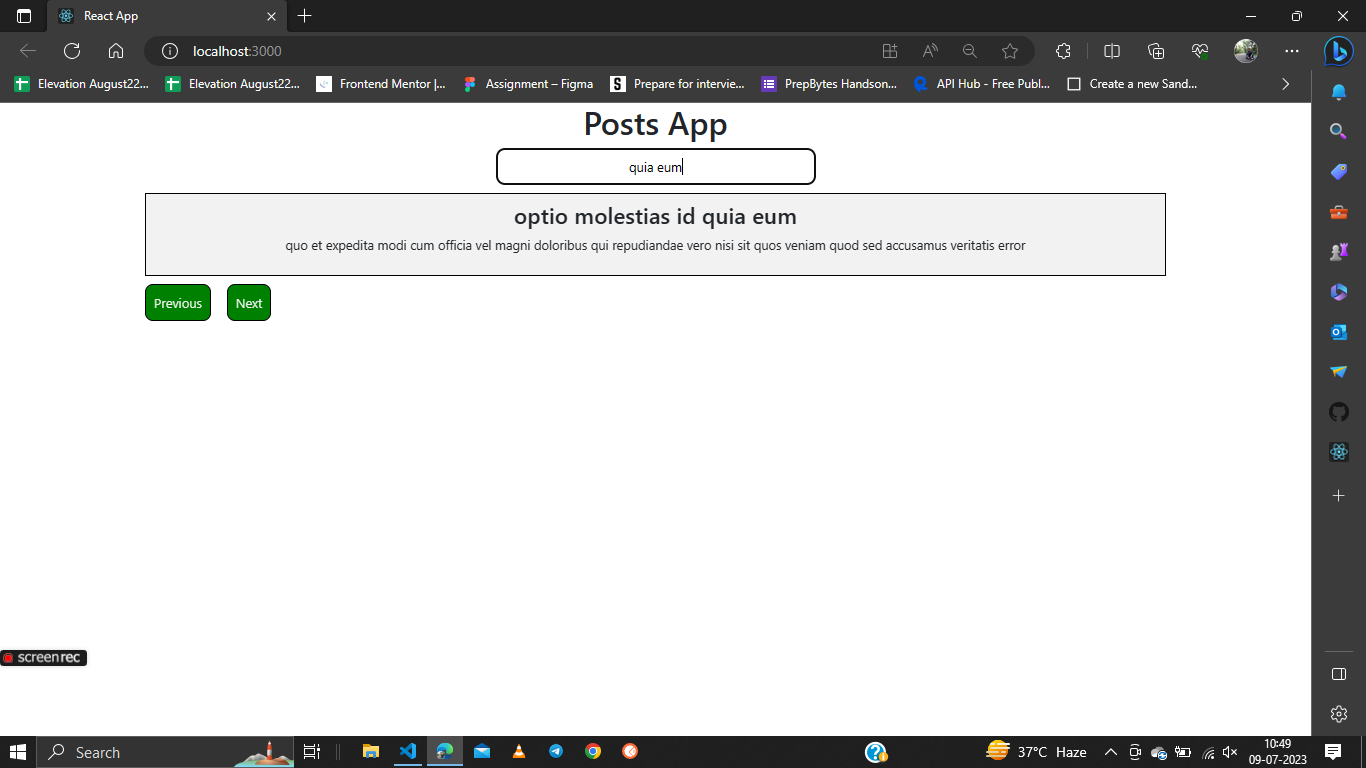 React App
localhost:3000
Elevation August22...
Elevation August22...
Frontend Mentor |...
Assignment – Figma
Prepare for intervie...
PrepBytes Handson...
API Hub - Free Publ...
Create a new Sand...
Posts App
quia eum
optio molestias id quia eum
quo et expedita modi cum officia vel magni doloribus qui repudiandae vero nisi sit quos veniam quod sed accusamus veritatis error
Previous
Next
screenrec
Search
37°C Haze
10:49
09-07-2023